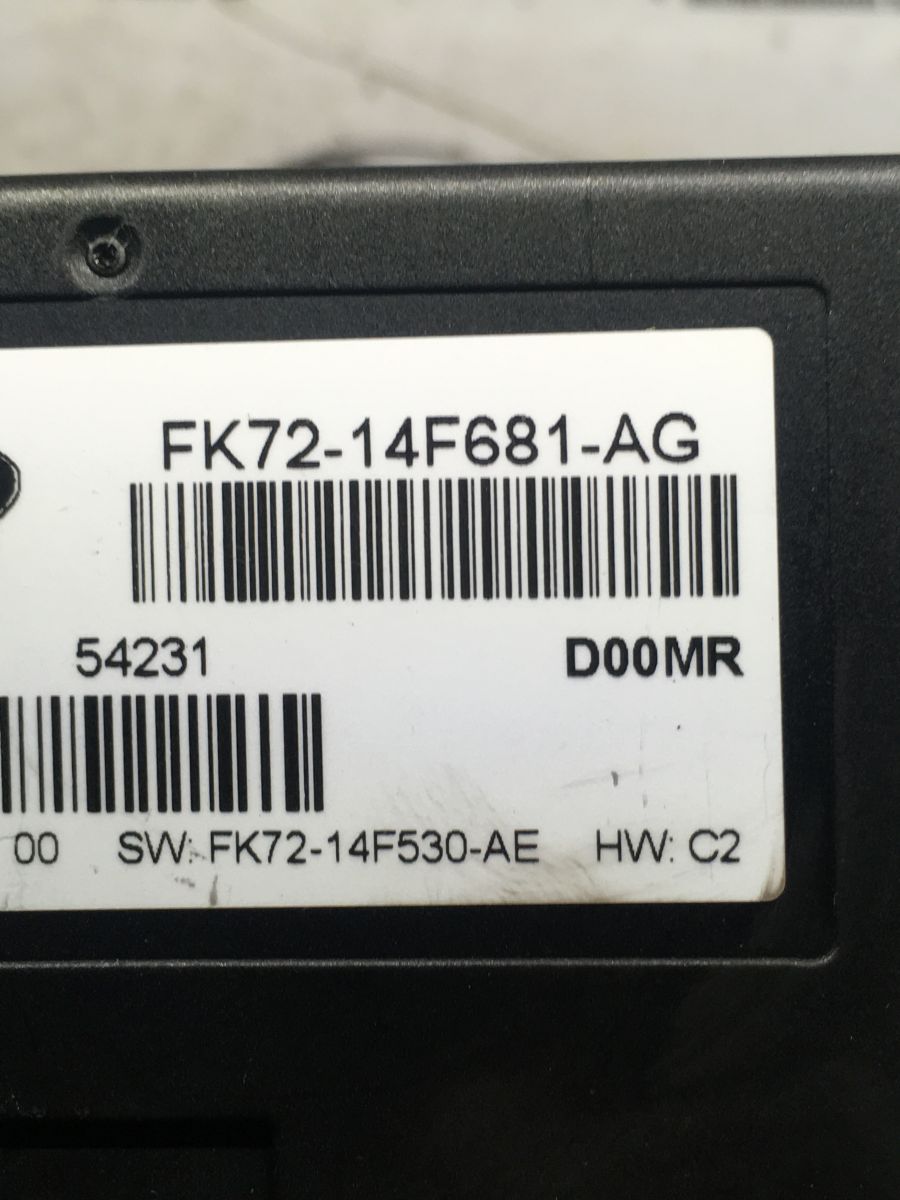 FK72-14F681-AG
54231 D00MR
00 SW: FK72-14F530-AE HW: C2